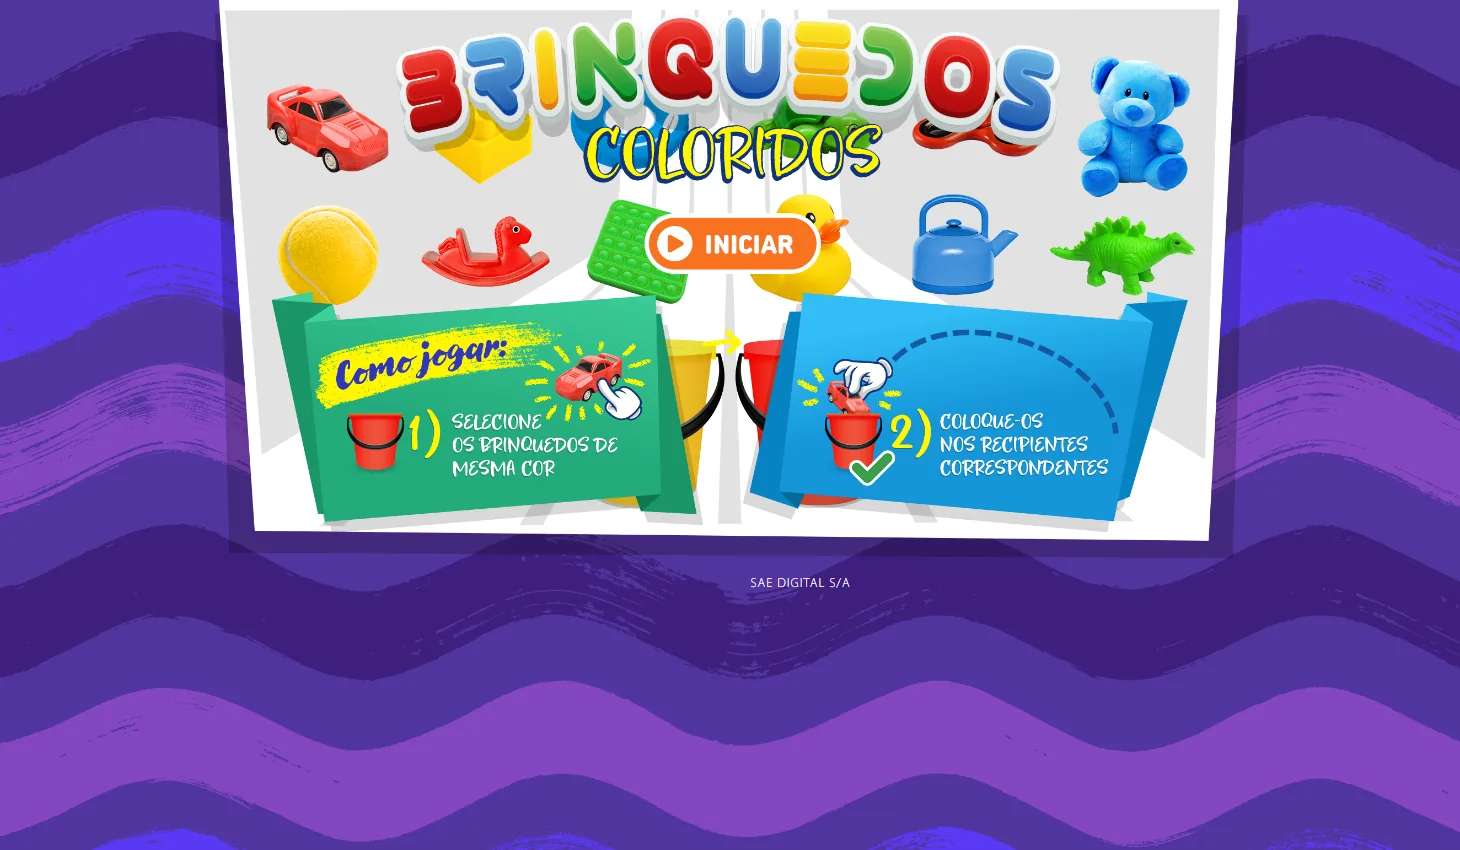 BRINQUEDOS
COLORIDOS
INICIAR
Como jogar:
1) SELECIONE
OS BRINQUEDOS DE
MESMA COR
2) COLOQUE-OS
NOS RECIPIENTES
CORRESPONDENTES
SAE DIGITAL S/A